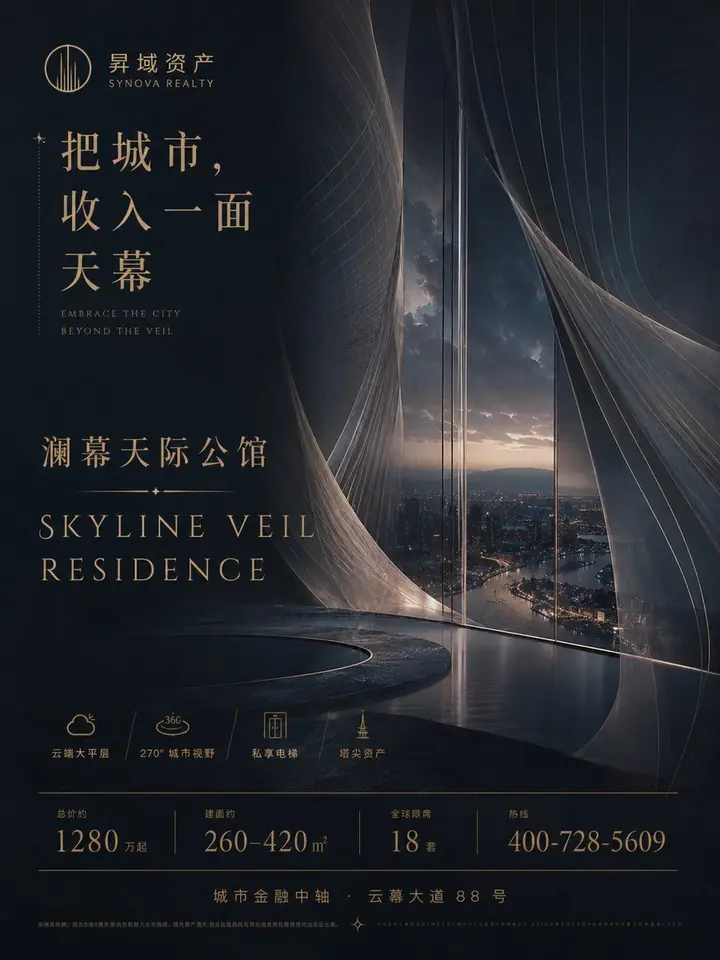 昇域资产
SYNOVA REALTY
把城市，
收入一面
天幕
EMBRACE THE CITY
BEYOND THE VEIL
澜幕天际公馆
SKYLINE VEIL
RESIDENCE
360
云端大平层
270° 城市视野
私享电梯
塔尖资产
总价约
1280 万起
建面约
260-420 m²
全球限席
18 套
热线
400-728-5609
城市金融中轴 · 云幕大道 88 号